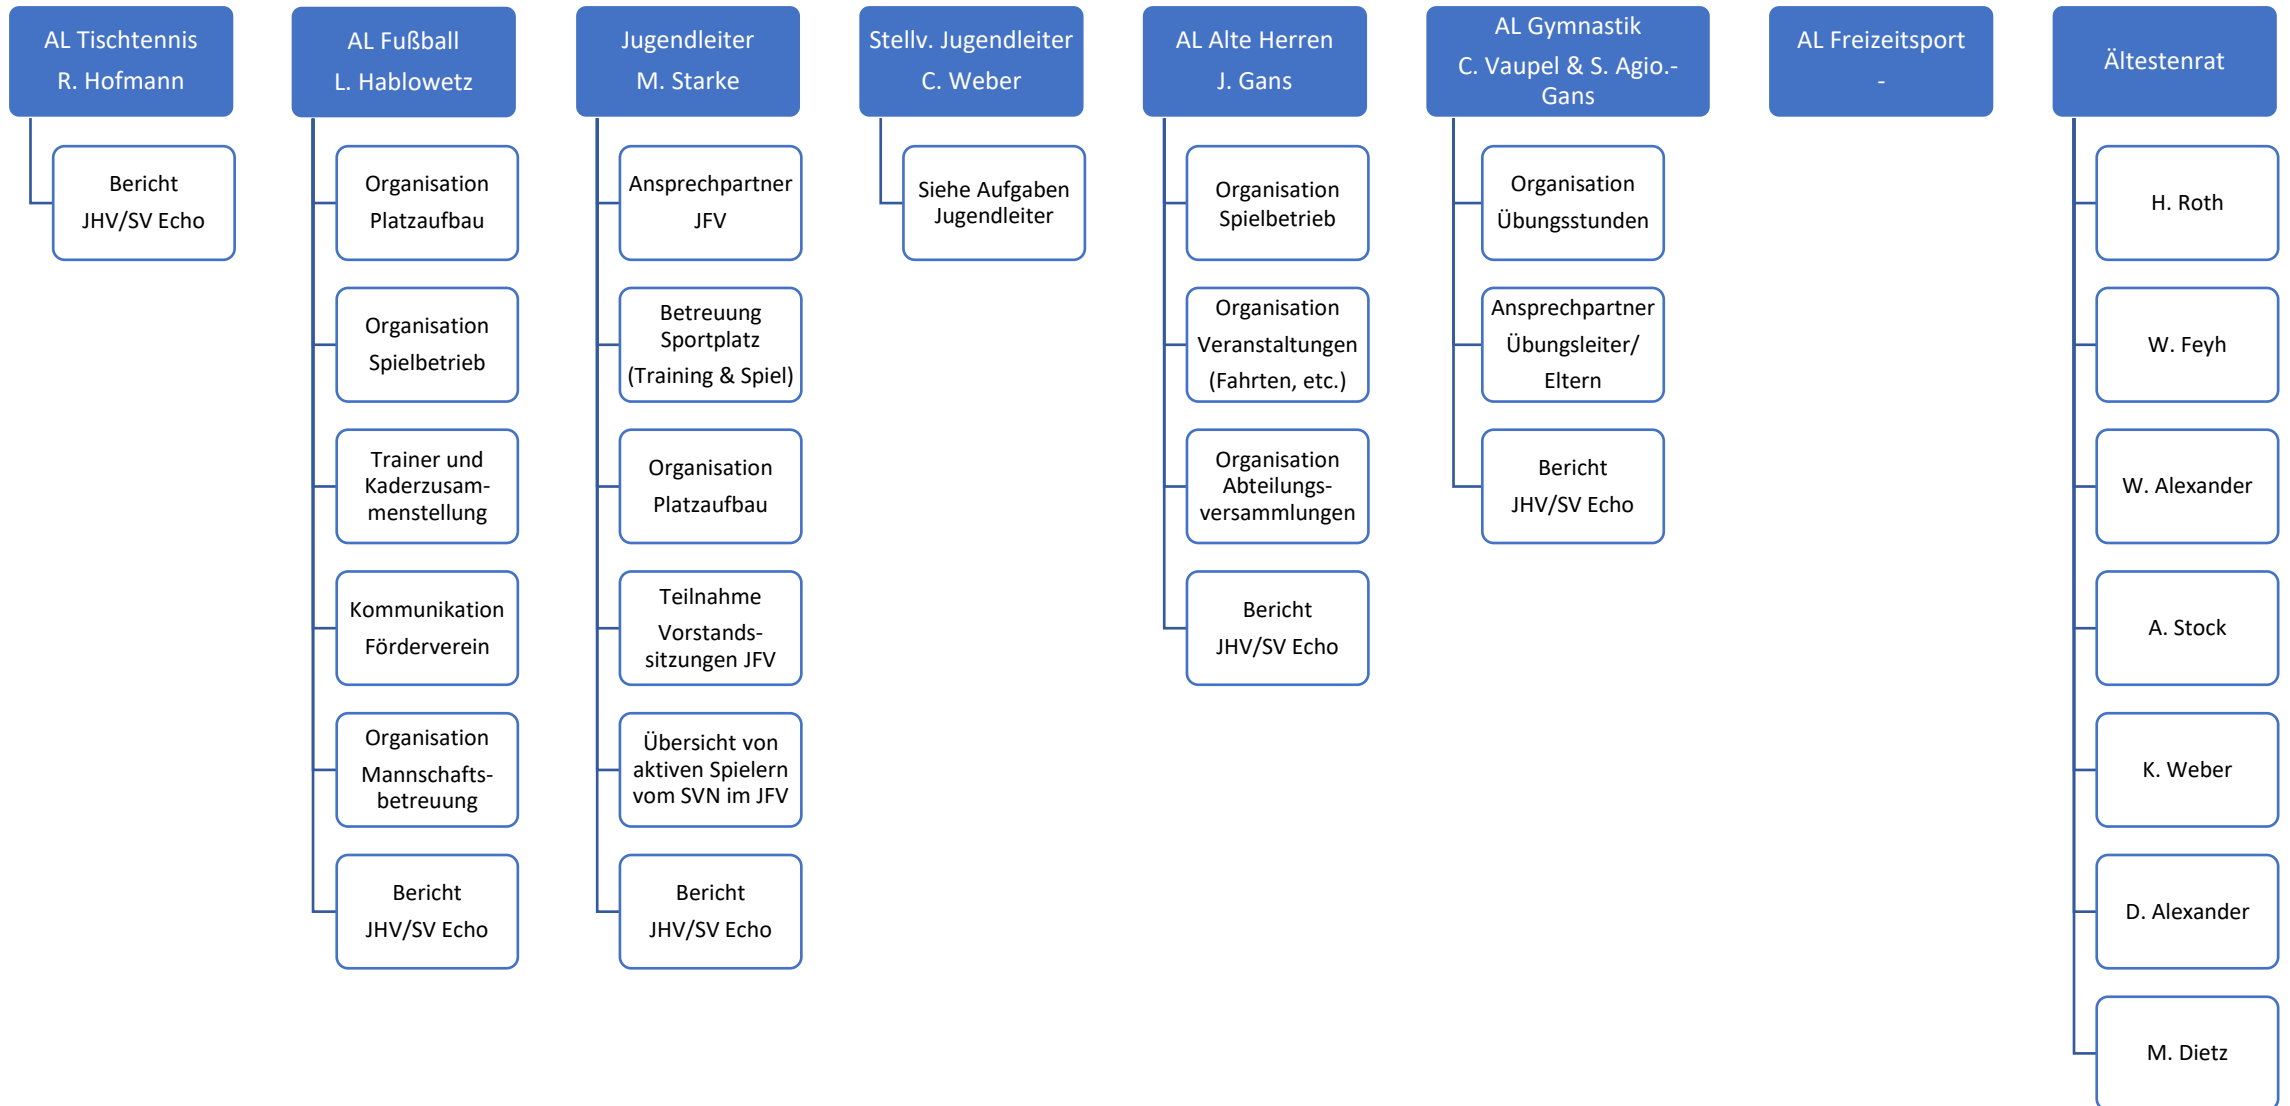 AL Tischtennis
R. Hofmann
Bericht
JHV/SV Echo
AL Fußball
L. Hablowetz
Organisation
Platzaufbau
Organisation
Spielbetrieb
Trainer und
Kaderzusam-
menstellung
Kommunikation
Förderverein
Organisation
Mannschafts-
betreuung
Bericht
JHV/SV Echo
Jugendleiter
M. Starke
Ansprechpartner
JFV
Betreuung
Sportplatz
(Training & Spiel)
Organisation
Platzaufbau
Teilnahme
Vorstands-
sitzungen JFV
Übersicht von
aktiven Spielern
vom SVN im JFV
Bericht
JHV/SV Echo
Stellv. Jugendleiter
C. Weber
Siehe Aufgaben
Jugendleiter
AL Alte Herren
J. Gans
Organisation
Spielbetrieb
Organisation
Veranstaltungen
(Fahrten, etc.)
Organisation
Abteilungs-
versammlungen
Bericht
JHV/SV Echo
AL Gymnastik
C. Vaupel & S. Agio.-
Gans
Organisation
Übungsstunden
Ansprechpartner
Übungsleiter/
Eltern
Bericht
JHV/SV Echo
AL Freizeitsport
-
Ältestenrat
H. Roth
W. Feyh
W. Alexander
A. Stock
K. Weber
D. Alexander
M. Dietz